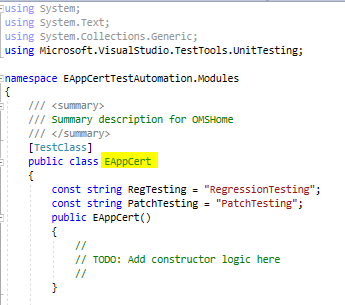 using System;
using System.Text;
using System.Collections.Generic;
using Microsoft.VisualStudio.TestTools.UnitTesting;
namespace EAppCertTestAutomation.Modules
{
/// <summary>
/// Summary description for OMSHome
/// </summary>
[TestClass]
public class EAppCert
{
const string RegTesting = "RegressionTesting";
const string PatchTesting = "PatchTesting";
public EAppCert()
{
//
// TODO: Add constructor logic here
//
}